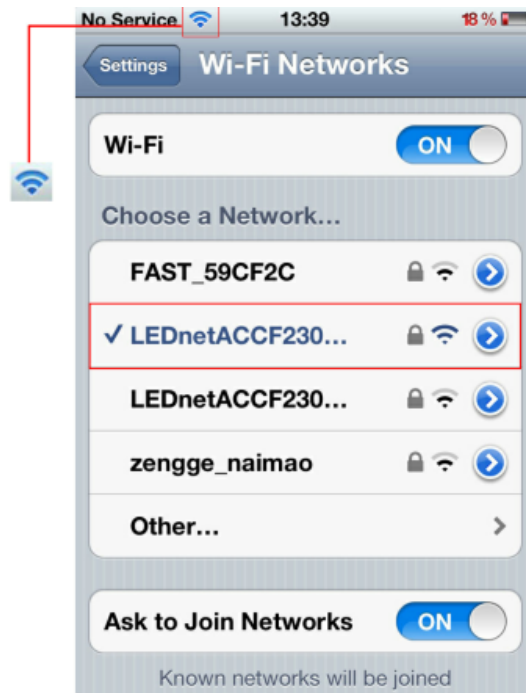 No Service 13:39 18 %
Settings Wi-Fi Networks
Wi-Fi ON
Choose a Network...
FAST_59CF2C
✓ LEDnetACCF230...
LEDnetACCF230...
zengge_naimao
Other...
Ask to Join Networks ON
Known networks will be joined